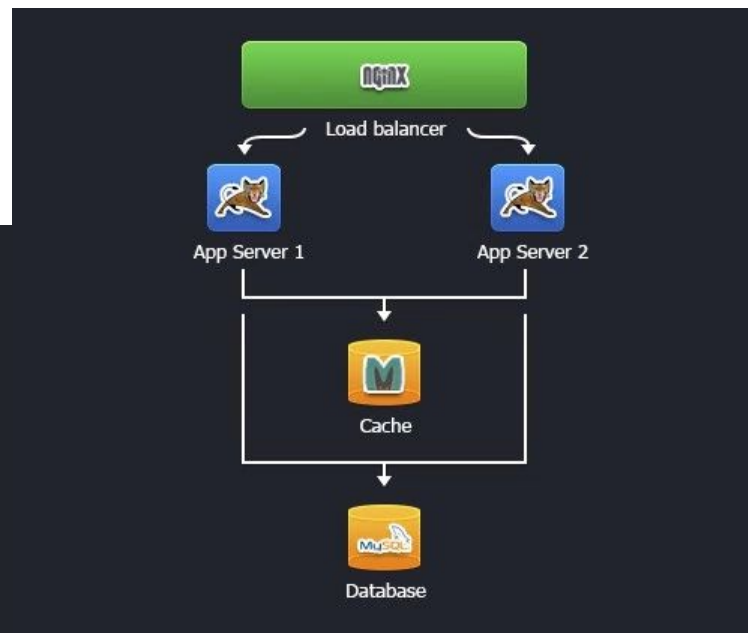 NGINX
Load balancer
App Server 1
App Server 2
Cache
M
MySQL
Database